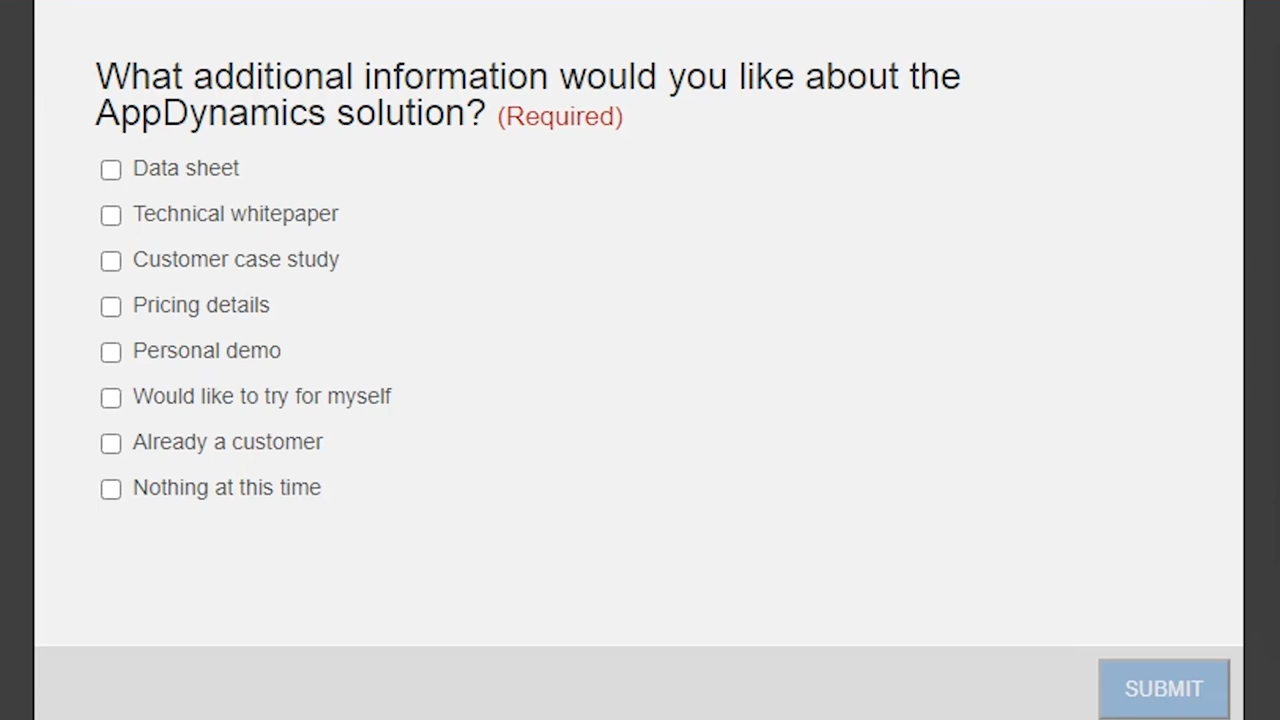 What additional information would you like about the
AppDynamics solution? (Required)
Data sheet
Technical whitepaper
Customer case study
Pricing details
Personal demo
Would like to try for myself
Already a customer
Nothing at this time
SUBMIT